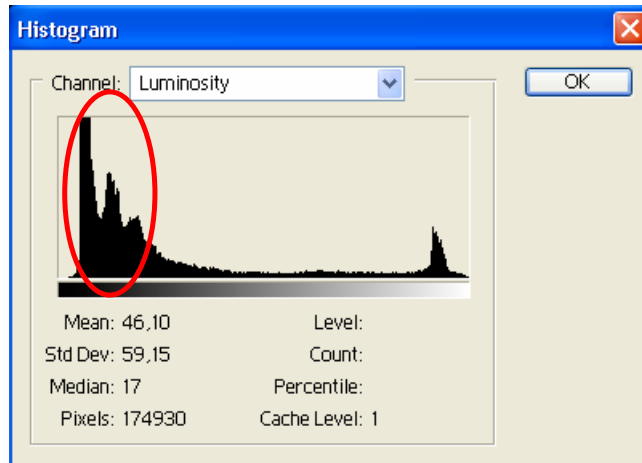 Histogram
Channel: Luminosity
OK
Mean: 46,10 Level:
Std Dev: 59,15 Count:
Median: 17 Percentile:
Pixels: 174930 Cache Level: 1